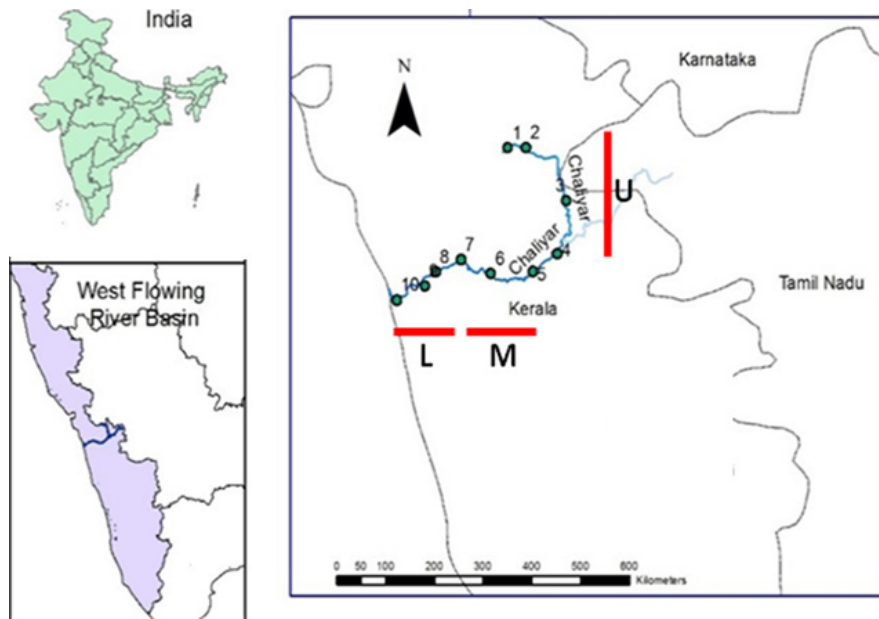 India
West Flowing
River Basin
N
Karnataka
1 2
U
3
Chaliyar
Chaliyar
4
7
8
6
5
10
Kerala
Tamil Nadu
L
M
0 50 100 200 300 400 500 600
Kilometers